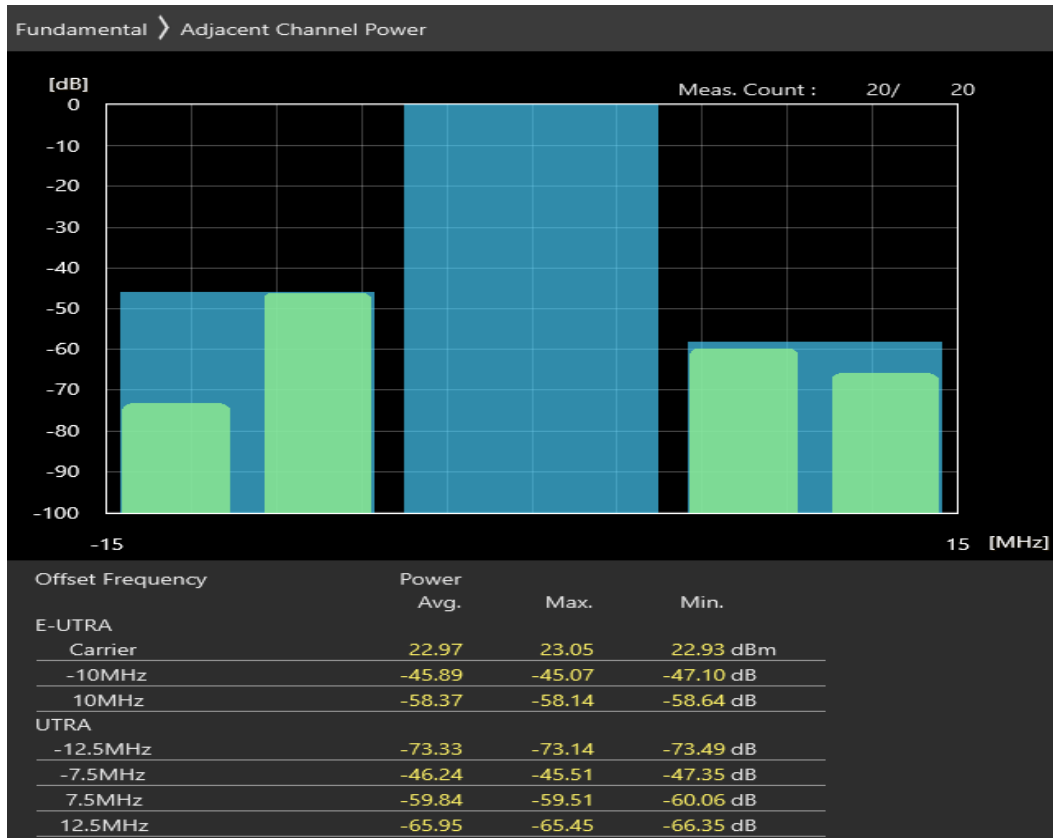 Fundamental 〉 Adjacent Channel Power
[dB]
Meas. Count : 20/ 20
0
-10
-20
-30
-40
-50
-60
-70
-80
-90
-100
-15 15 [MHz]
Offset Frequency Power
Avg. Max. Min.
E-UTRA
Carrier 22.97 23.05 22.93 dBm
-10MHz -45.89 -45.07 -47.10 dB
10MHz -58.37 -58.14 -58.64 dB
UTRA
-12.5MHz -73.33 -73.14 -73.49 dB
-7.5MHz -46.24 -45.51 -47.35 dB
7.5MHz -59.84 -59.51 -60.06 dB
12.5MHz -65.95 -65.45 -66.35 dB